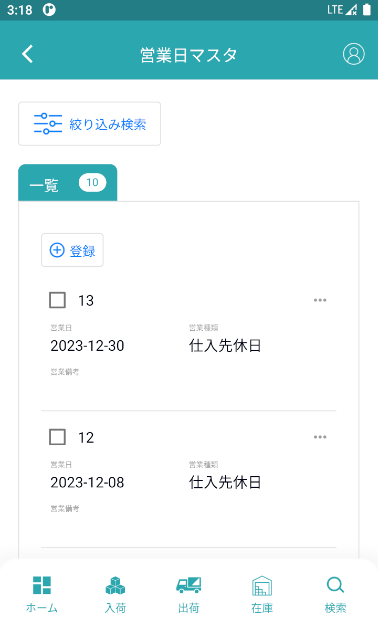 3:18 LTE
営業日マスタ
絞り込み検索
一覧 10
登録
13
営業日 営業種類
2023-12-30 仕入先休日
営業備考
12
営業日 営業種類
2023-12-08 仕入先休日
営業備考
ホーム 入荷 出荷 在庫 検索